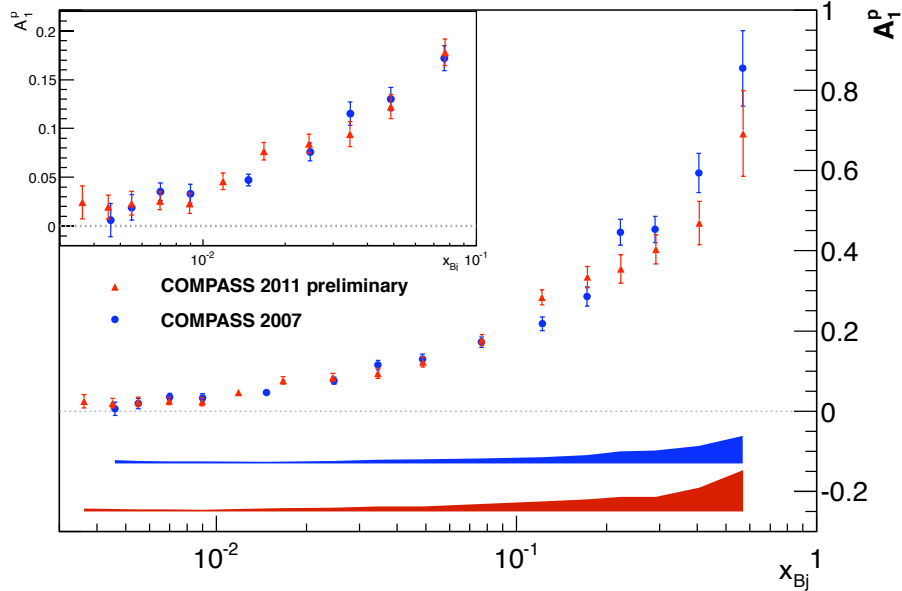 A₁ᵖ
0.2
0.15
0.1
0.05
0
10⁻²
x_Bj 10⁻¹
COMPASS 2011 preliminary
COMPASS 2007
A₁ᵖ
1
0.8
0.6
0.4
0.2
0
-0.2
10⁻²
10⁻¹
1
x_Bj